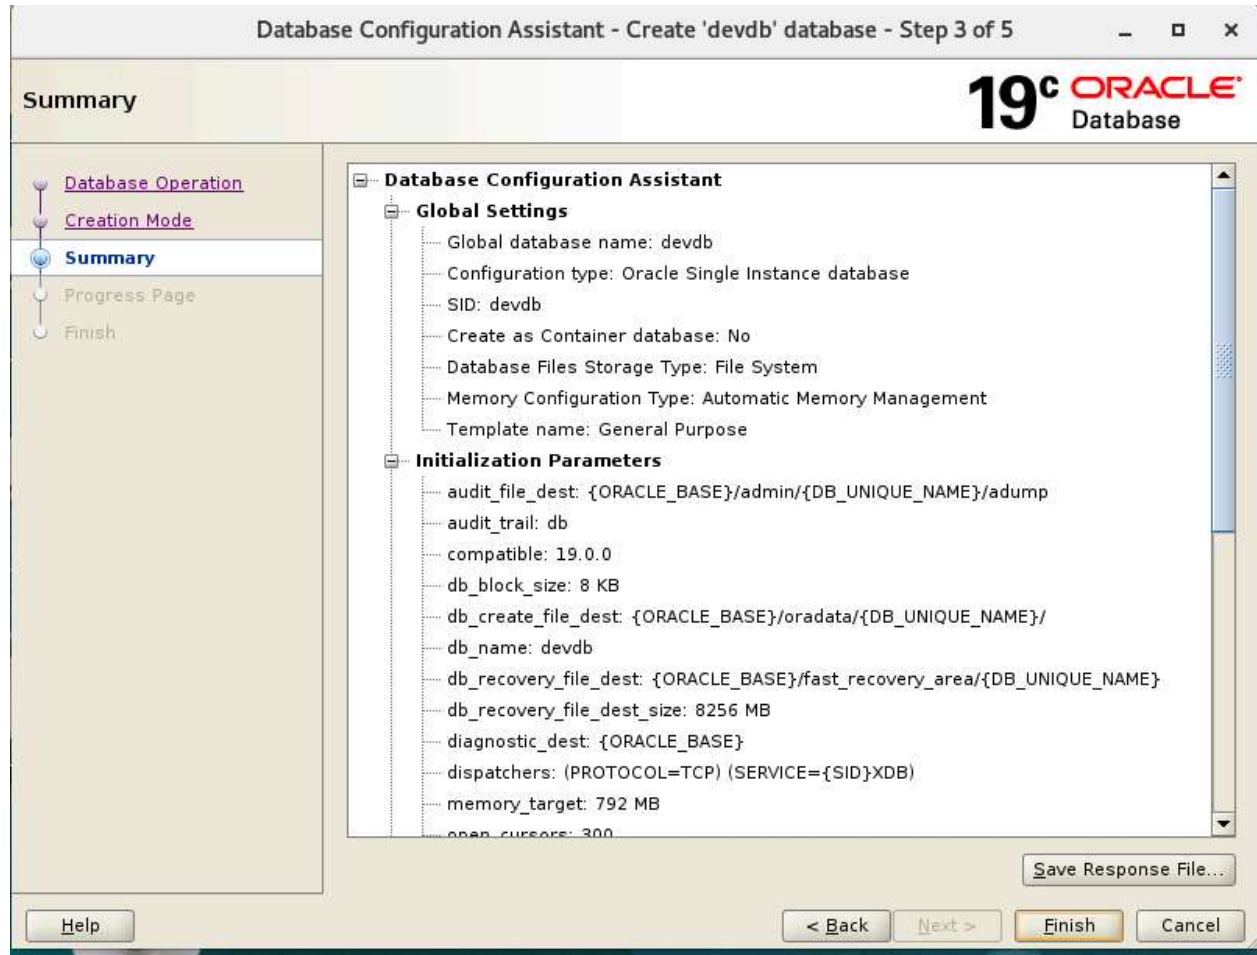 Database Configuration Assistant - Create 'devdb' database - Step 3 of 5
Summary
19c ORACLE
Database
Database Operation
Creation Mode
Summary
Progress Page
Finish
Database Configuration Assistant
Global Settings
Global database name: devdb
Configuration type: Oracle Single Instance database
SID: devdb
Create as Container database: No
Database Files Storage Type: File System
Memory Configuration Type: Automatic Memory Management
Template name: General Purpose
Initialization Parameters
audit_file_dest: {ORACLE_BASE}/admin/{DB_UNIQUE_NAME}/adump
audit_trail: db
compatible: 19.0.0
db_block_size: 8 KB
db_create_file_dest: {ORACLE_BASE}/oradata/{DB_UNIQUE_NAME}/
db_name: devdb
db_recovery_file_dest: {ORACLE_BASE}/fast_recovery_area/{DB_UNIQUE_NAME}
db_recovery_file_dest_size: 8256 MB
diagnostic_dest: {ORACLE_BASE}
dispatchers: (PROTOCOL=TCP) (SERVICE={SID}XDB)
memory_target: 792 MB
open_cursors: 300
Save Response File...
Help
< Back
Next >
Finish
Cancel